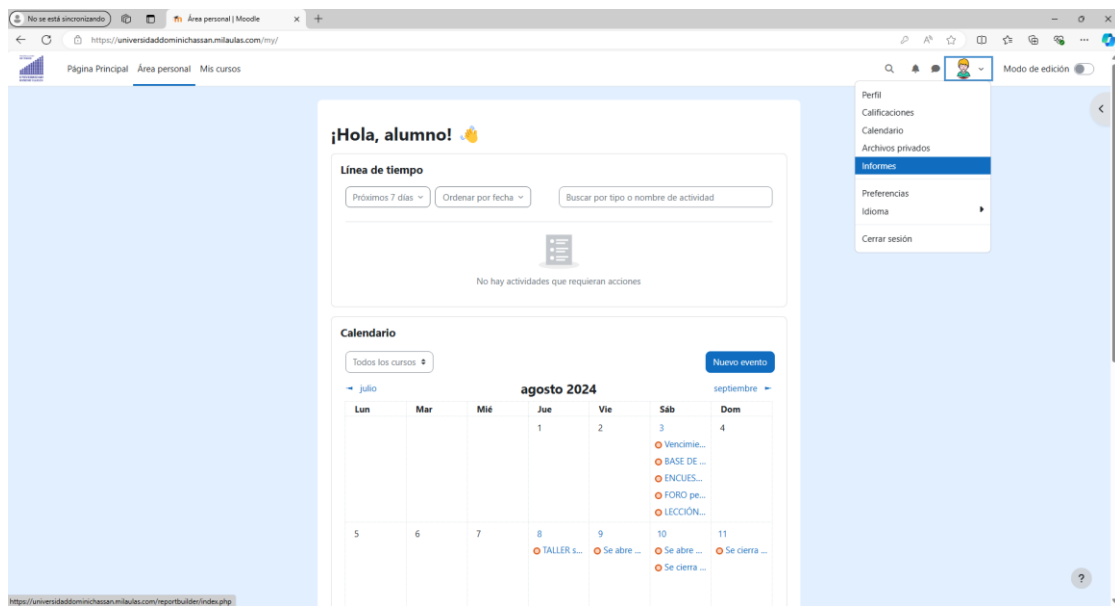 No se está sincronizando
Área personal | Moodle
https://universidaddominichassan.milaulas.com/my/
Página Principal Área personal Mis cursos
Modo de edición
Perfil
Calificaciones
Calendario
Archivos privados
Informes
Preferencias
Idioma
Cerrar sesión
¡Hola, alumno!
Línea de tiempo
Próximos 7 días Ordenar por fecha Buscar por tipo o nombre de actividad
No hay actividades que requieran acciones
Calendario
Todos los cursos Nuevo evento
julio agosto 2024 septiembre
Lun Mar Mié Jue Vie Sáb Dom
1 2 3 4
Vencimie...
BASE DE ...
ENCUES...
FORO pe...
LECCIÓN...
5 6 7 8 9 10 11
TALLER s... Se abre ... Se abre ... Se cierra ...
Se cierra ...
?
https://universidaddominichassan.milaulas.com/reportbuilder/index.php